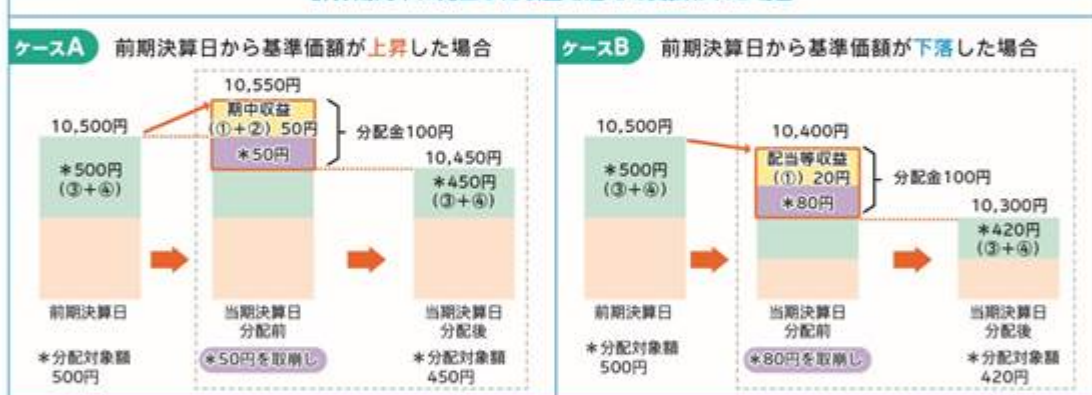 ケースA 前期決算日から基準価額が上昇した場合
10,550円
期中収益
(①+②) 50円
10,500円
分配金100円
*50円
10,450円
*500円
(③+④)
*450円
(③+④)
前期決算日
当期決算日
分配前
当期決算日
分配後
*分配対象額
500円
*50円を取崩し
*分配対象額
450円
ケースB 前期決算日から基準価額が下落した場合
10,500円
10,400円
配当等収益
(①) 20円
分配金100円
*80円
*500円
(③+④)
10,300円
*420円
(③+④)
前期決算日
当期決算日
分配前
当期決算日
分配後
*分配対象額
500円
*80円を取崩し
*分配対象額
420円